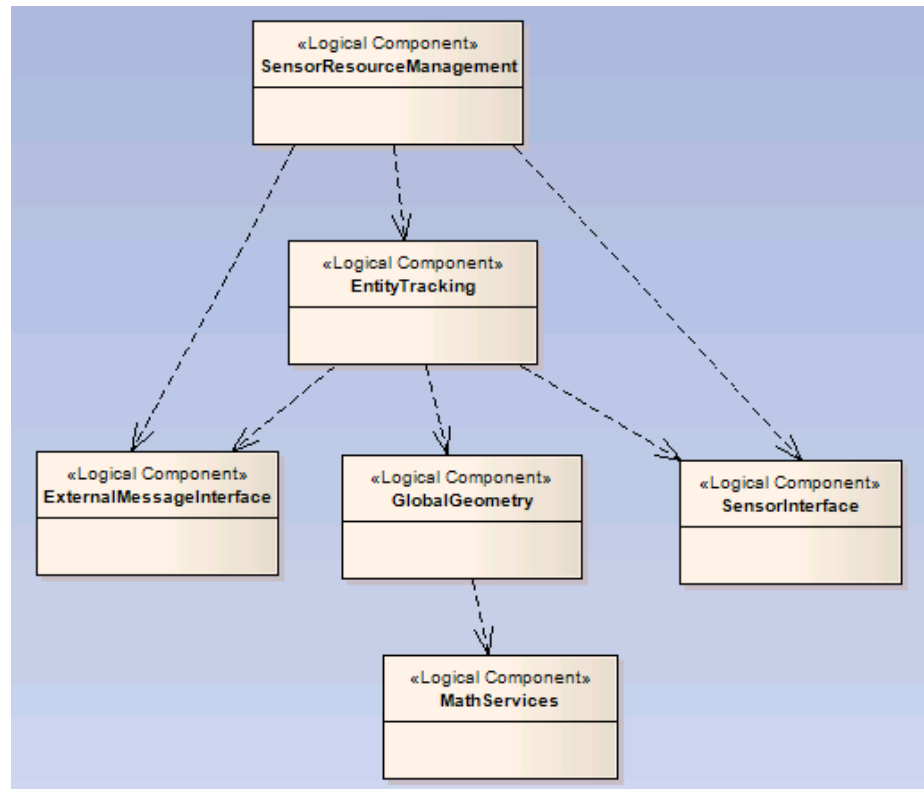 «Logical Component»
SensorResourceManagement
«Logical Component»
EntityTracking
«Logical Component»
ExternalMessageInterface
«Logical Component»
GlobalGeometry
«Logical Component»
SensorInterface
«Logical Component»
MathServices